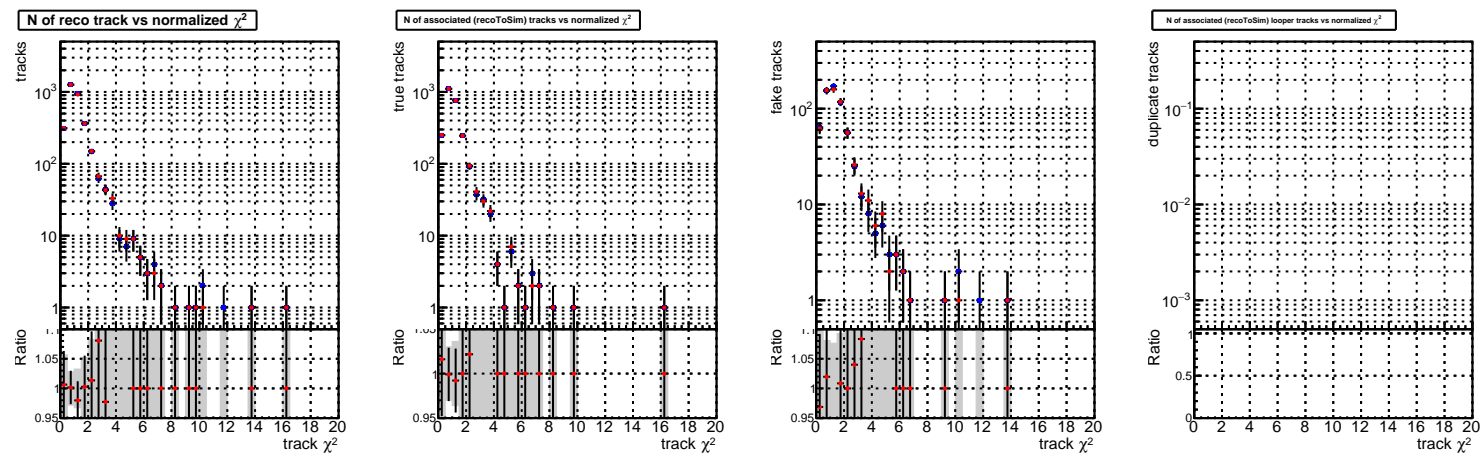 N of reco track vs normalized χ²
tracks
10³
10²
10
1
Ratio
1.1
1.05
1
0.95
0 2 4 6 8 10 12 14 16 18 20
track χ²
N of associated (recoToSim) tracks vs normalized χ²
true tracks
10³
10²
10
1
Ratio
1.05
1
0.95
0 2 4 6 8 10 12 14 16 18 20
track χ²
fake tracks
10²
10
1
Ratio
1.05
1
0.95
0 2 4 6 8 10 12 14 16 18 20
track χ²
N of associated (recoToSim) looper tracks vs normalized χ²
duplicate tracks
10⁻¹
10⁻²
10⁻³
Ratio
1
0.5
0
0 2 4 6 8 10 12 14 16 18 20
track χ²